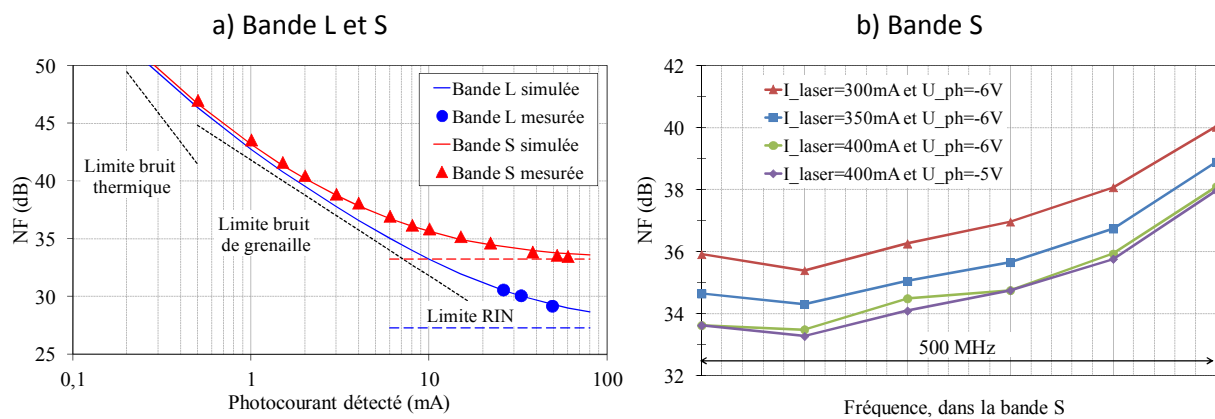 a) Bande L et S
50
45
40
35
30
25
0,1
1
10
100
NF (dB)
Photocourant détecté (mA)
Bande L simulée
Bande L mesurée
Bande S simulée
Bande S mesurée
Limite bruit
thermique
Limite bruit
de grenaille
Limite RIN
b) Bande S
42
40
38
36
34
32
NF (dB)
I_laser=300mA et U_ph=-6V
I_laser=350mA et U_ph=-6V
I_laser=400mA et U_ph=-6V
I_laser=400mA et U_ph=-5V
500 MHz
Fréquence, dans la bande S